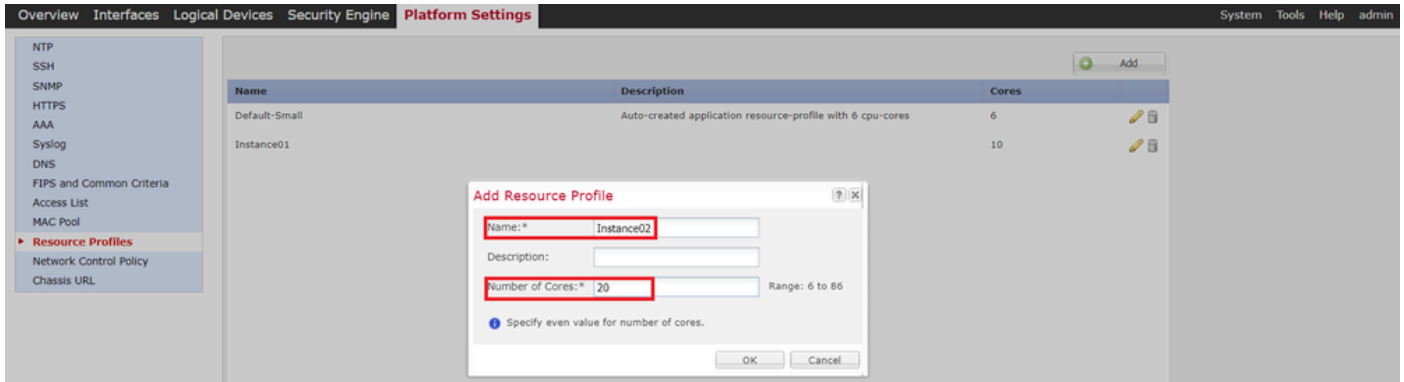 Overview Interfaces Logical Devices Security Engine Platform Settings System Tools Help admin
NTP
SSH
SNMP
HTTPS
AAA
Syslog
DNS
FIPS and Common Criteria
Access List
MAC Pool
Resource Profiles
Network Control Policy
Chassis URL
Add
Name Description Cores
Default-Small Auto-created application resource-profile with 6 cpu-cores 6
Instance01 10
Add Resource Profile ? X
Name:* Instance02
Description:
Number of Cores:* 20 Range: 6 to 86
Specify even value for number of cores.
OK Cancel